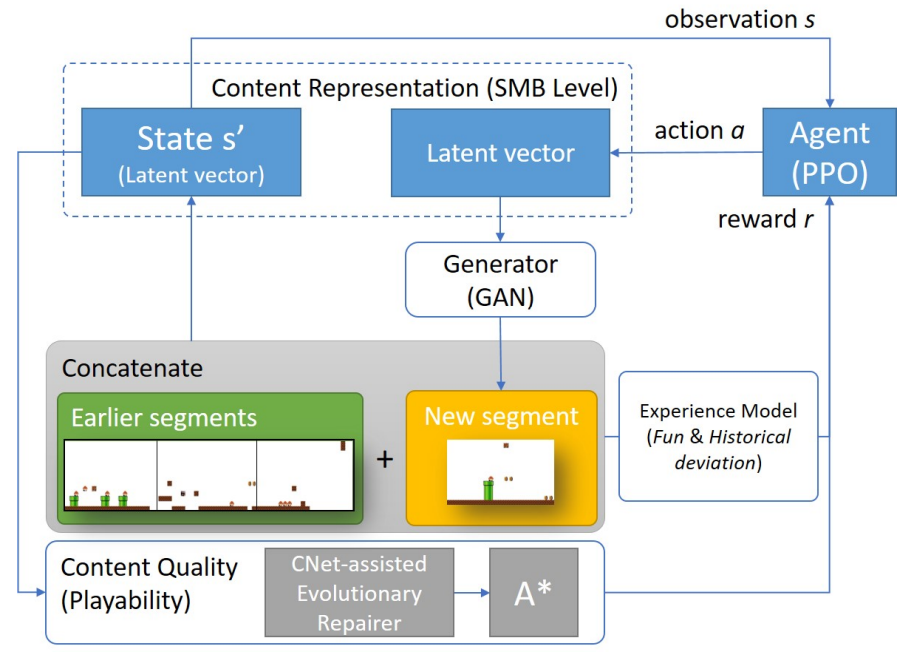 observation s
Content Representation (SMB Level)
State s’
(Latent vector)
Latent vector
action a
Agent
(PPO)
reward r
Generator
(GAN)
Concatenate
Earlier segments
+
New segment
Experience Model
(Fun & Historical
deviation)
Content Quality
(Playability)
CNet-assisted
Evolutionary
Repairer
A*